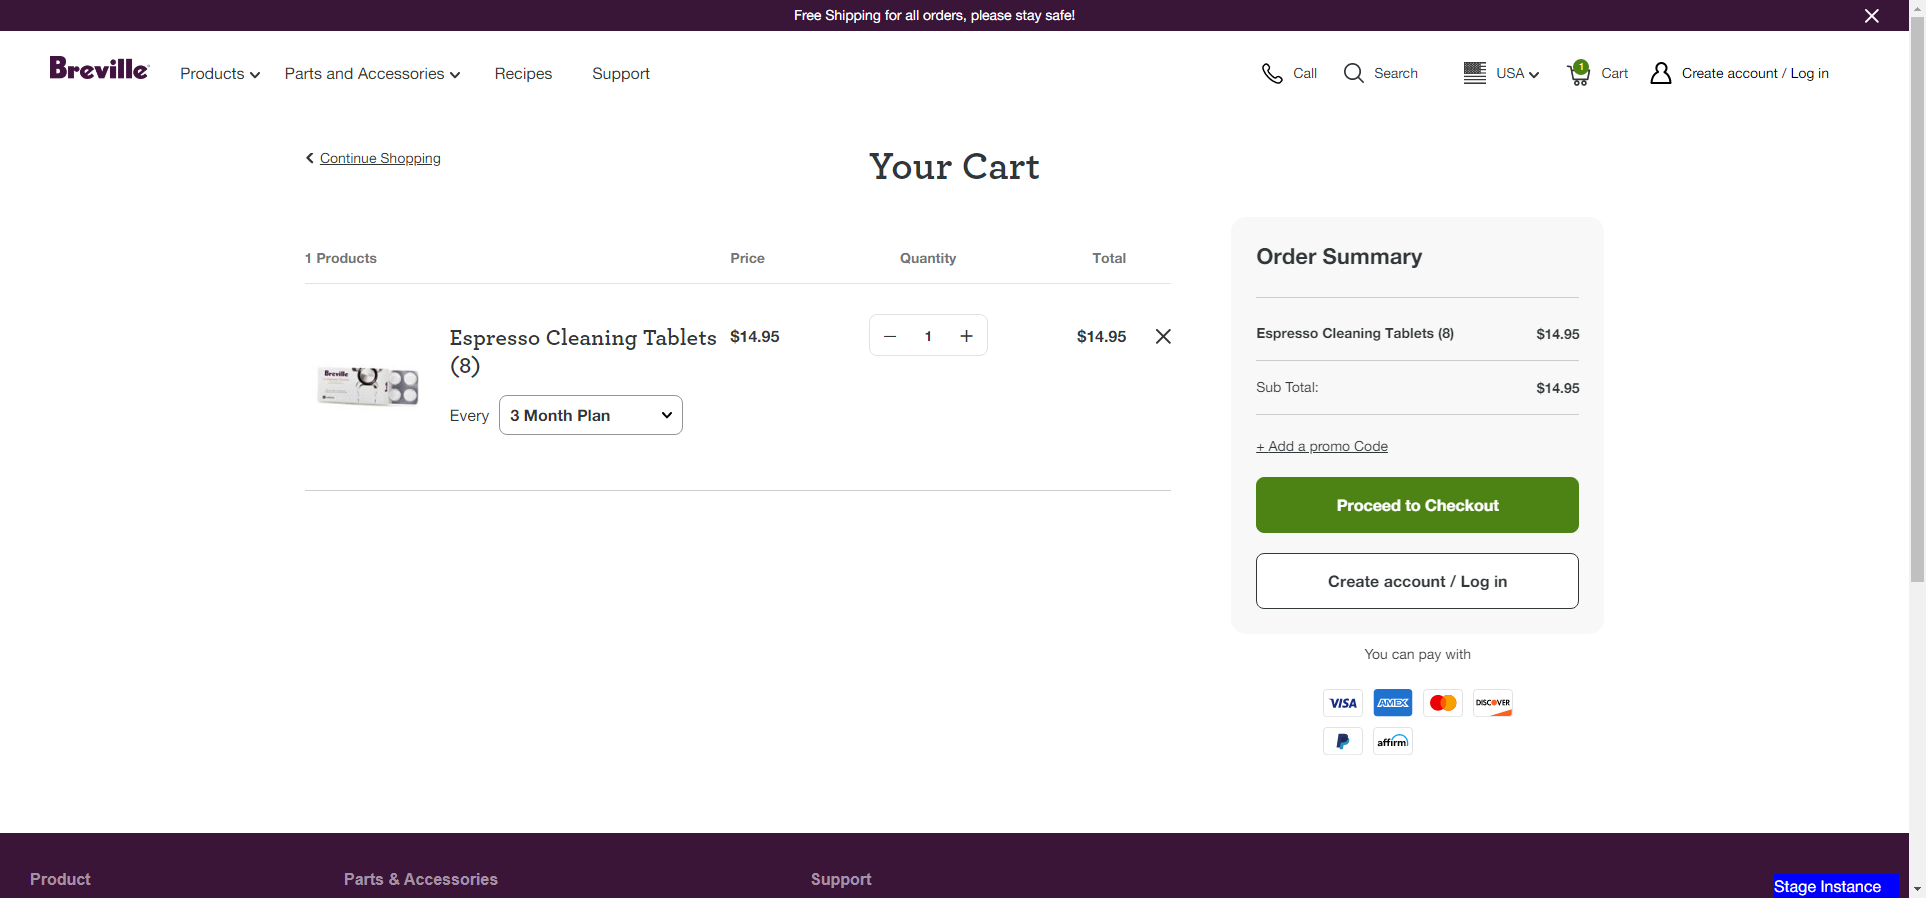 Free Shipping for all orders, please stay safe!
Breville
Products
Parts and Accessories
Recipes
Support
Call
Search
USA
1
Cart
Create account / Log in
Continue Shopping
Your Cart
1 Products
Price
Quantity
Total
Espresso Cleaning Tablets
(8)
$14.95
1
$14.95
Breville
Every
3 Month Plan
Order Summary
Espresso Cleaning Tablets (8)
$14.95
Sub Total:
$14.95
+ Add a promo Code
Proceed to Checkout
Create account / Log in
You can pay with
VISA
AMEX
DISCOVER
affirm
Product
Parts & Accessories
Support
Stage Instance